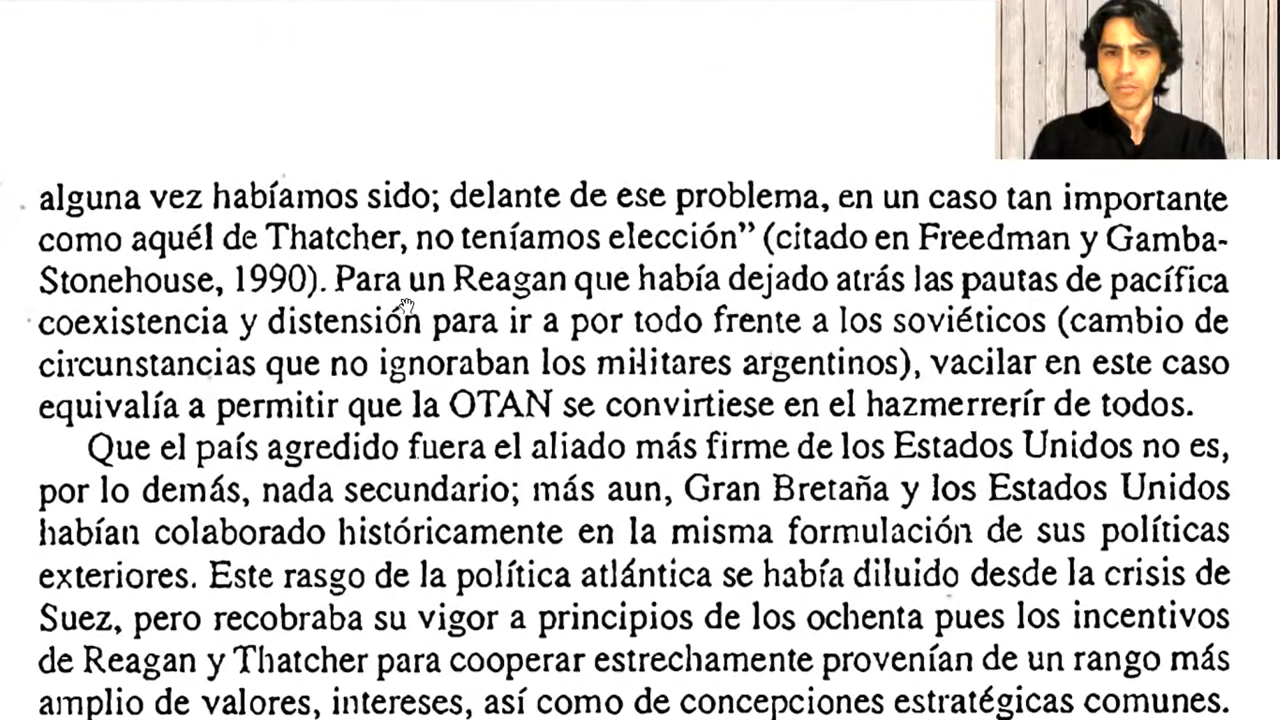 alguna vez habíamos sido; delante de ese problema, en un caso tan importante
como aquél de Thatcher, no teníamos elección” (citado en Freedman y Gamba-
Stonehouse, 1990). Para un Reagan que había dejado atrás las pautas de pacífica
coexistencia y distensión para ir a por todo frente a los soviéticos (cambio de
circunstancias que no ignoraban los militares argentinos), vacilar en este caso
equivalía a permitir que la OTAN se convirtiese en el hazmerrerír de todos.
Que el país agredido fuera el aliado más firme de los Estados Unidos no es,
por lo demás, nada secundario; más aun, Gran Bretaña y los Estados Unidos
habían colaborado históricamente en la misma formulación de sus políticas
exteriores. Este rasgo de la política atlántica se había diluido desde la crisis de
Suez, pero recobraba su vigor a principios de los ochenta pues los incentivos
de Reagan y Thatcher para cooperar estrechamente provenían de un rango más
amplio de valores, intereses, así como de concepciones estratégicas comunes.